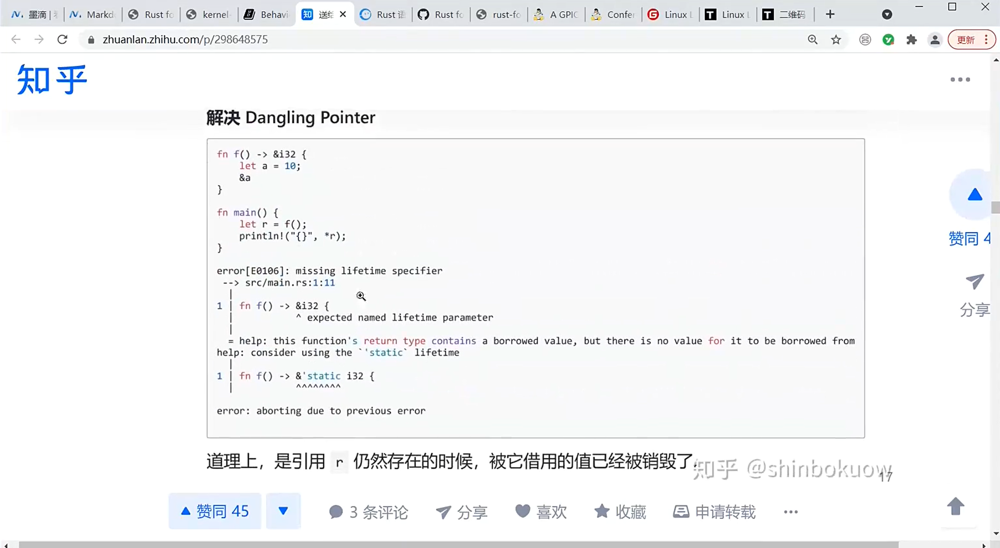 墨滴 |
Markd
Rust fo
kernel-
Behavi
送给
Rust 语
Rust fo
rust-fo
A GPIO
Confer
Linux L
Linux L
二维码
zhuanlan.zhihu.com/p/298648575
更新
知乎
解决 Dangling Pointer
fn f() -> &i32 {
    let a = 10;
    &a
}
fn main() {
    let r = f();
    println!("{}", *r);
}
error[E0106]: missing lifetime specifier
 --> src/main.rs:1:11
  |
1 | fn f() -> &i32 {
  |           ^ expected named lifetime parameter
  |
  = help: this function's return type contains a borrowed value, but there is no value for it to be borrowed from
help: consider using the `'static` lifetime
  |
1 | fn f() -> &'static i32 {
  |           ^^^^^^^^
error: aborting due to previous error
赞同 4
分享
道理上，是引用 r 仍然存在的时候，被它借用的值已经被销毁了。
知乎 @shinbokuow
17
赞同 45
3 条评论
分享
喜欢
收藏
申请转载